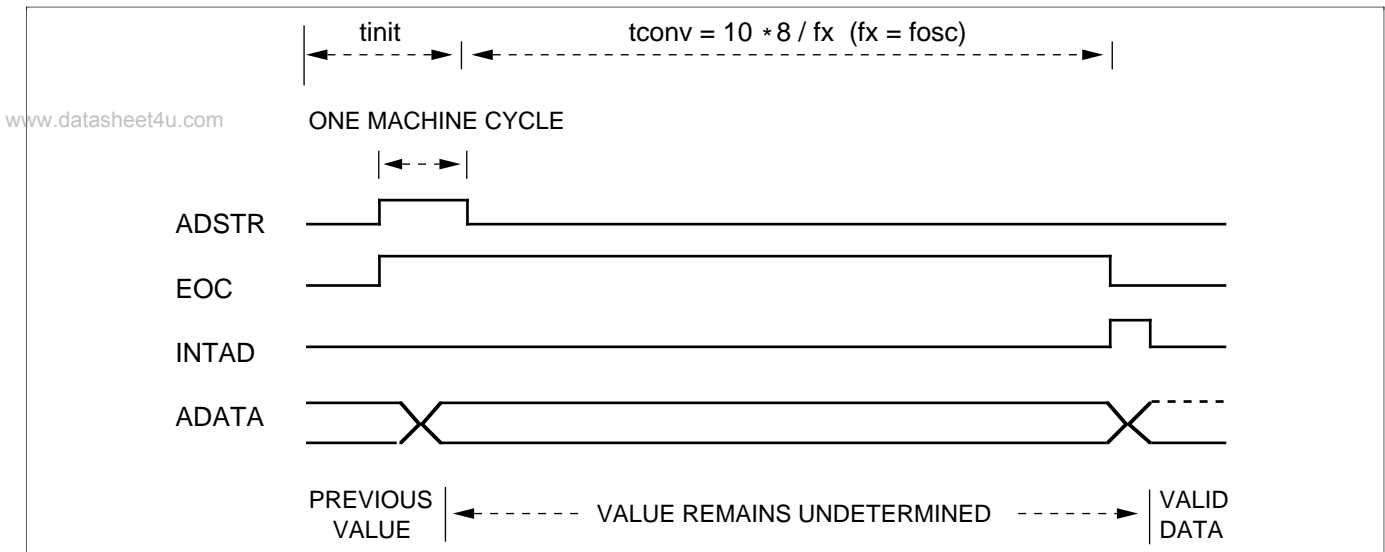 tinit
tconv = 10 * 8 / fx (fx = fosc)
www.datasheet4u.com
ONE MACHINE CYCLE
ADSTR
EOC
INTAD
ADATA
PREVIOUS
VALUE
VALUE REMAINS UNDETERMINED
VALID
DATA